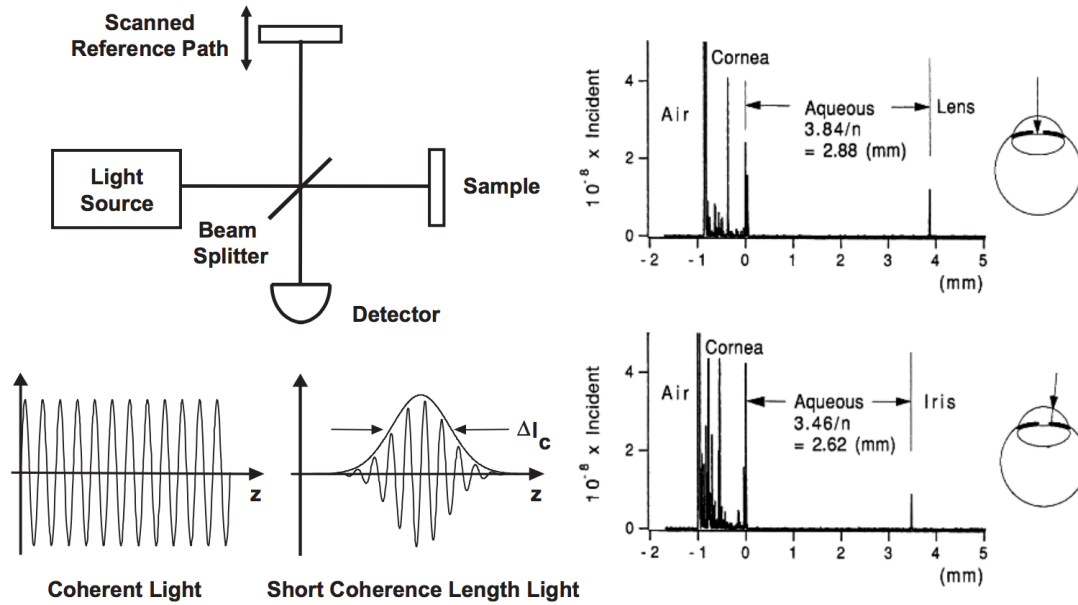 Scanned
Reference Path
Light
Source
Beam
Splitter
Sample
Detector
z
Coherent Light
Δl c
z
Short Coherence Length Light
10⁻⁸ x Incident
4
2
0
Air
Cornea
Aqueous
3.84/n
= 2.88 (mm)
Lens
-2 -1 0 1 2 3 4 5
(mm)
10⁻⁸ x Incident
4
2
0
Air
Cornea
Aqueous
3.46/n
= 2.62 (mm)
Iris
-2 -1 0 1 2 3 4 5
(mm)